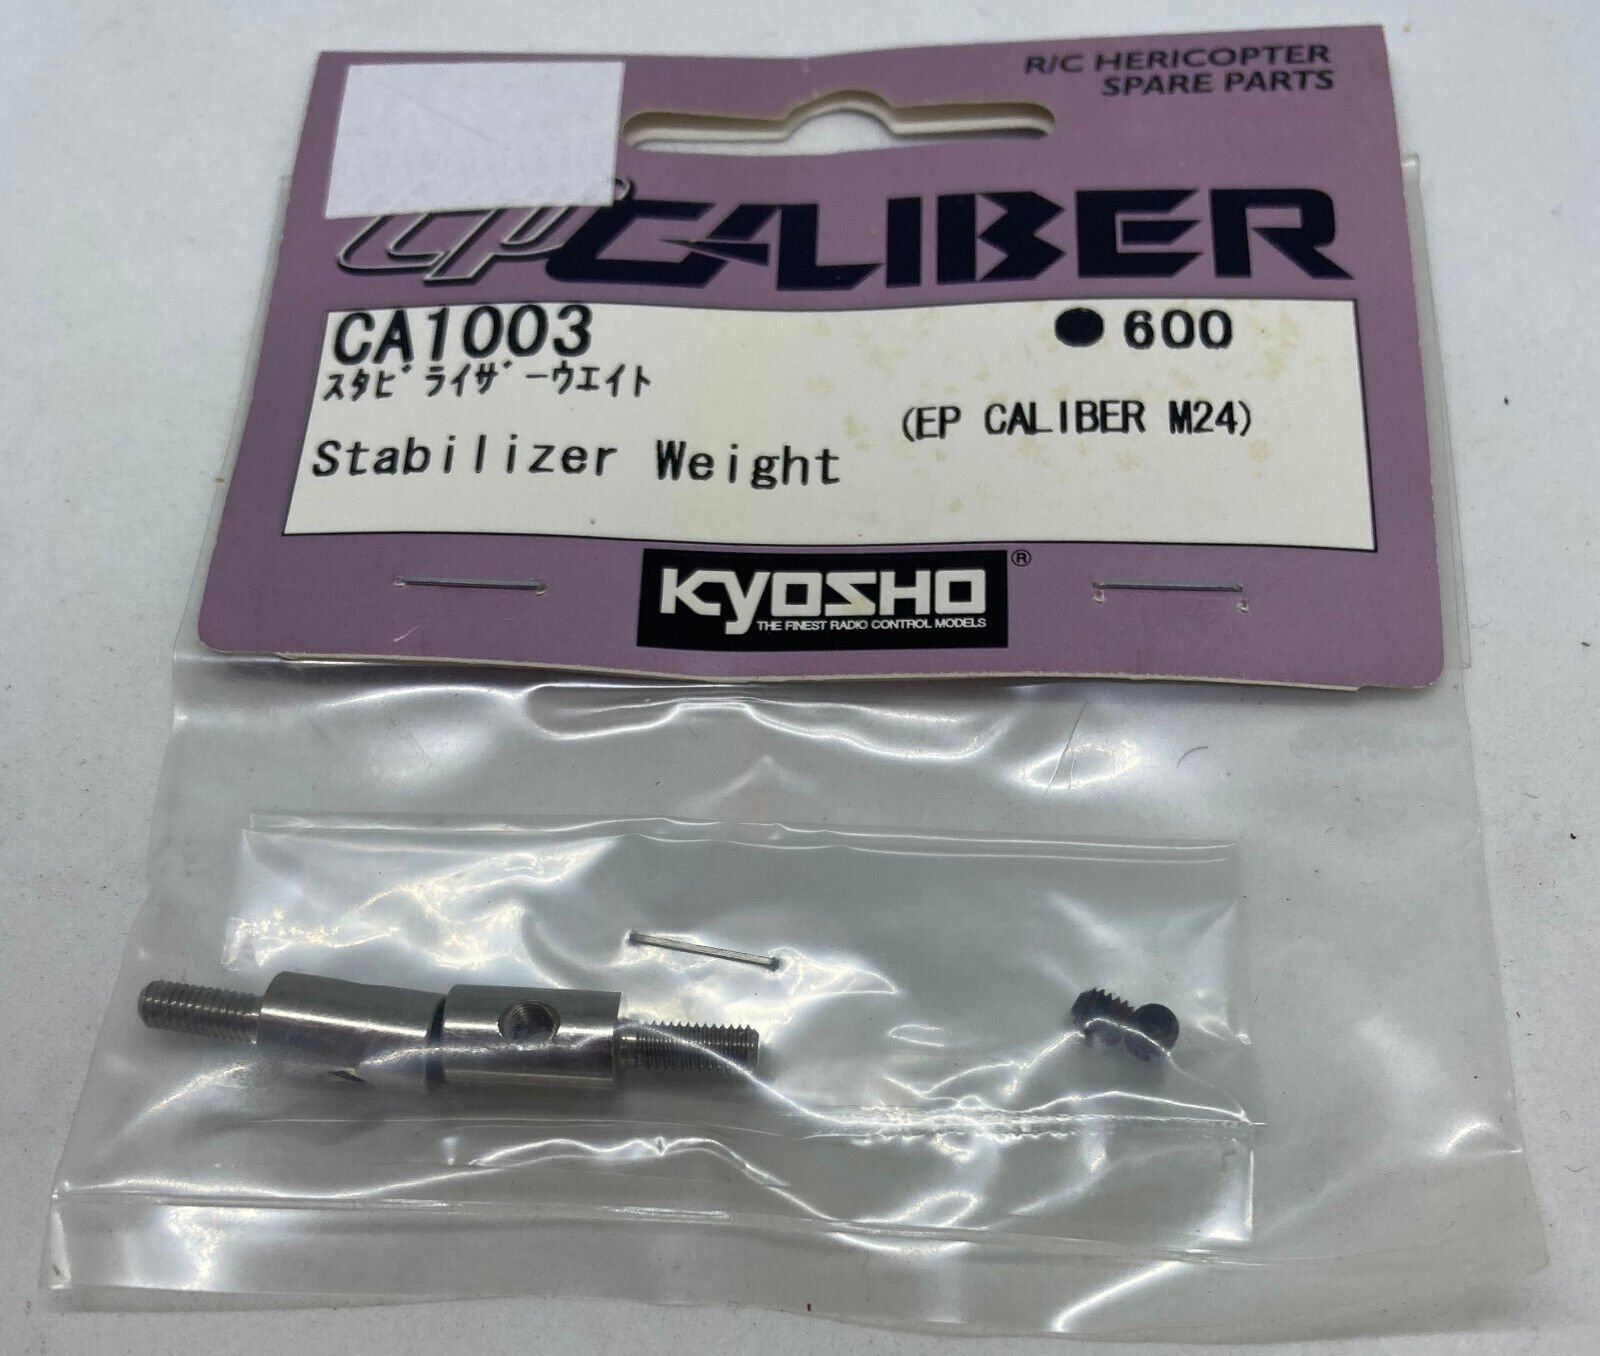 R/C HERICOPTER
SPARE PARTS
EP CALIBER
CA1003 ●600
スタビﾞライザﾞーウエイト
(EP CALIBER M24)
Stabilizer Weight
KYOSHO®
THE FINEST RADIO CONTROL MODELS